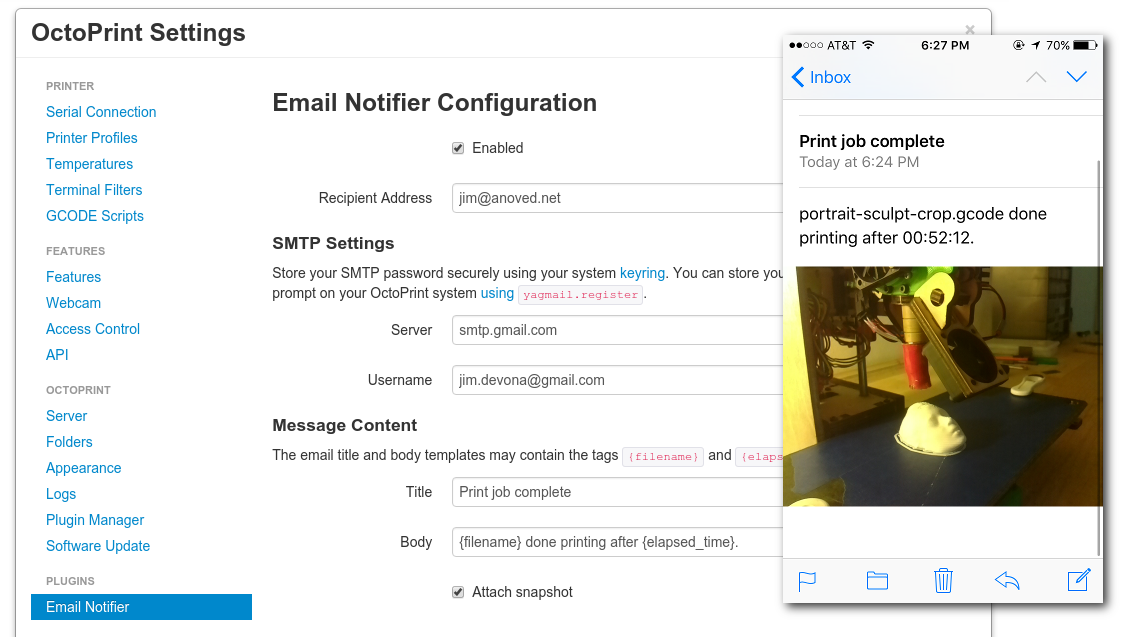 OctoPrint Settings
×
PRINTER
Serial Connection
Printer Profiles
Temperatures
Terminal Filters
GCODE Scripts
FEATURES
Features
Webcam
Access Control
API
OCTOPRINT
Server
Folders
Appearance
Logs
Plugin Manager
Software Update
PLUGINS
Email Notifier
Email Notifier Configuration
Enabled
Recipient Address jim@anoved.net
SMTP Settings
Store your SMTP password securely using your system keyring. You can store you
prompt on your OctoPrint system using yagmail.register.
Server smtp.gmail.com
Username jim.devona@gmail.com
Message Content
The email title and body templates may contain the tags {filename} and {elaps
Title Print job complete
Body {filename} done printing after {elapsed_time}.
Attach snapshot
AT&T 6:27 PM 70%
Inbox
Print job complete
Today at 6:24 PM
portrait-sculpt-crop.gcode done
printing after 00:52:12.